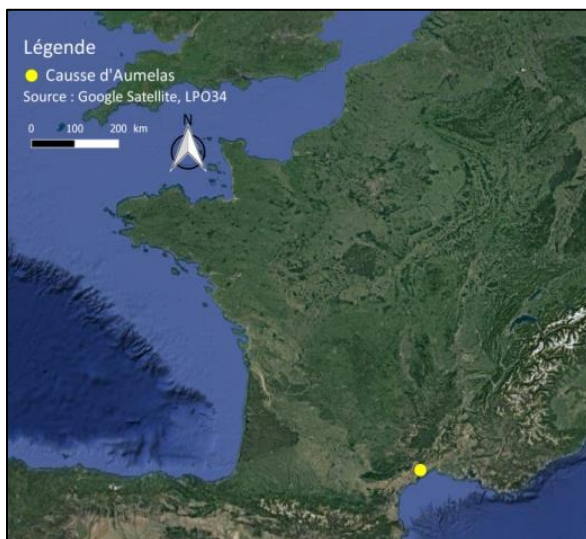 Légende
Causse d'Aumelas
Source : Google Satellite, LPO34
0 100 200 km
N